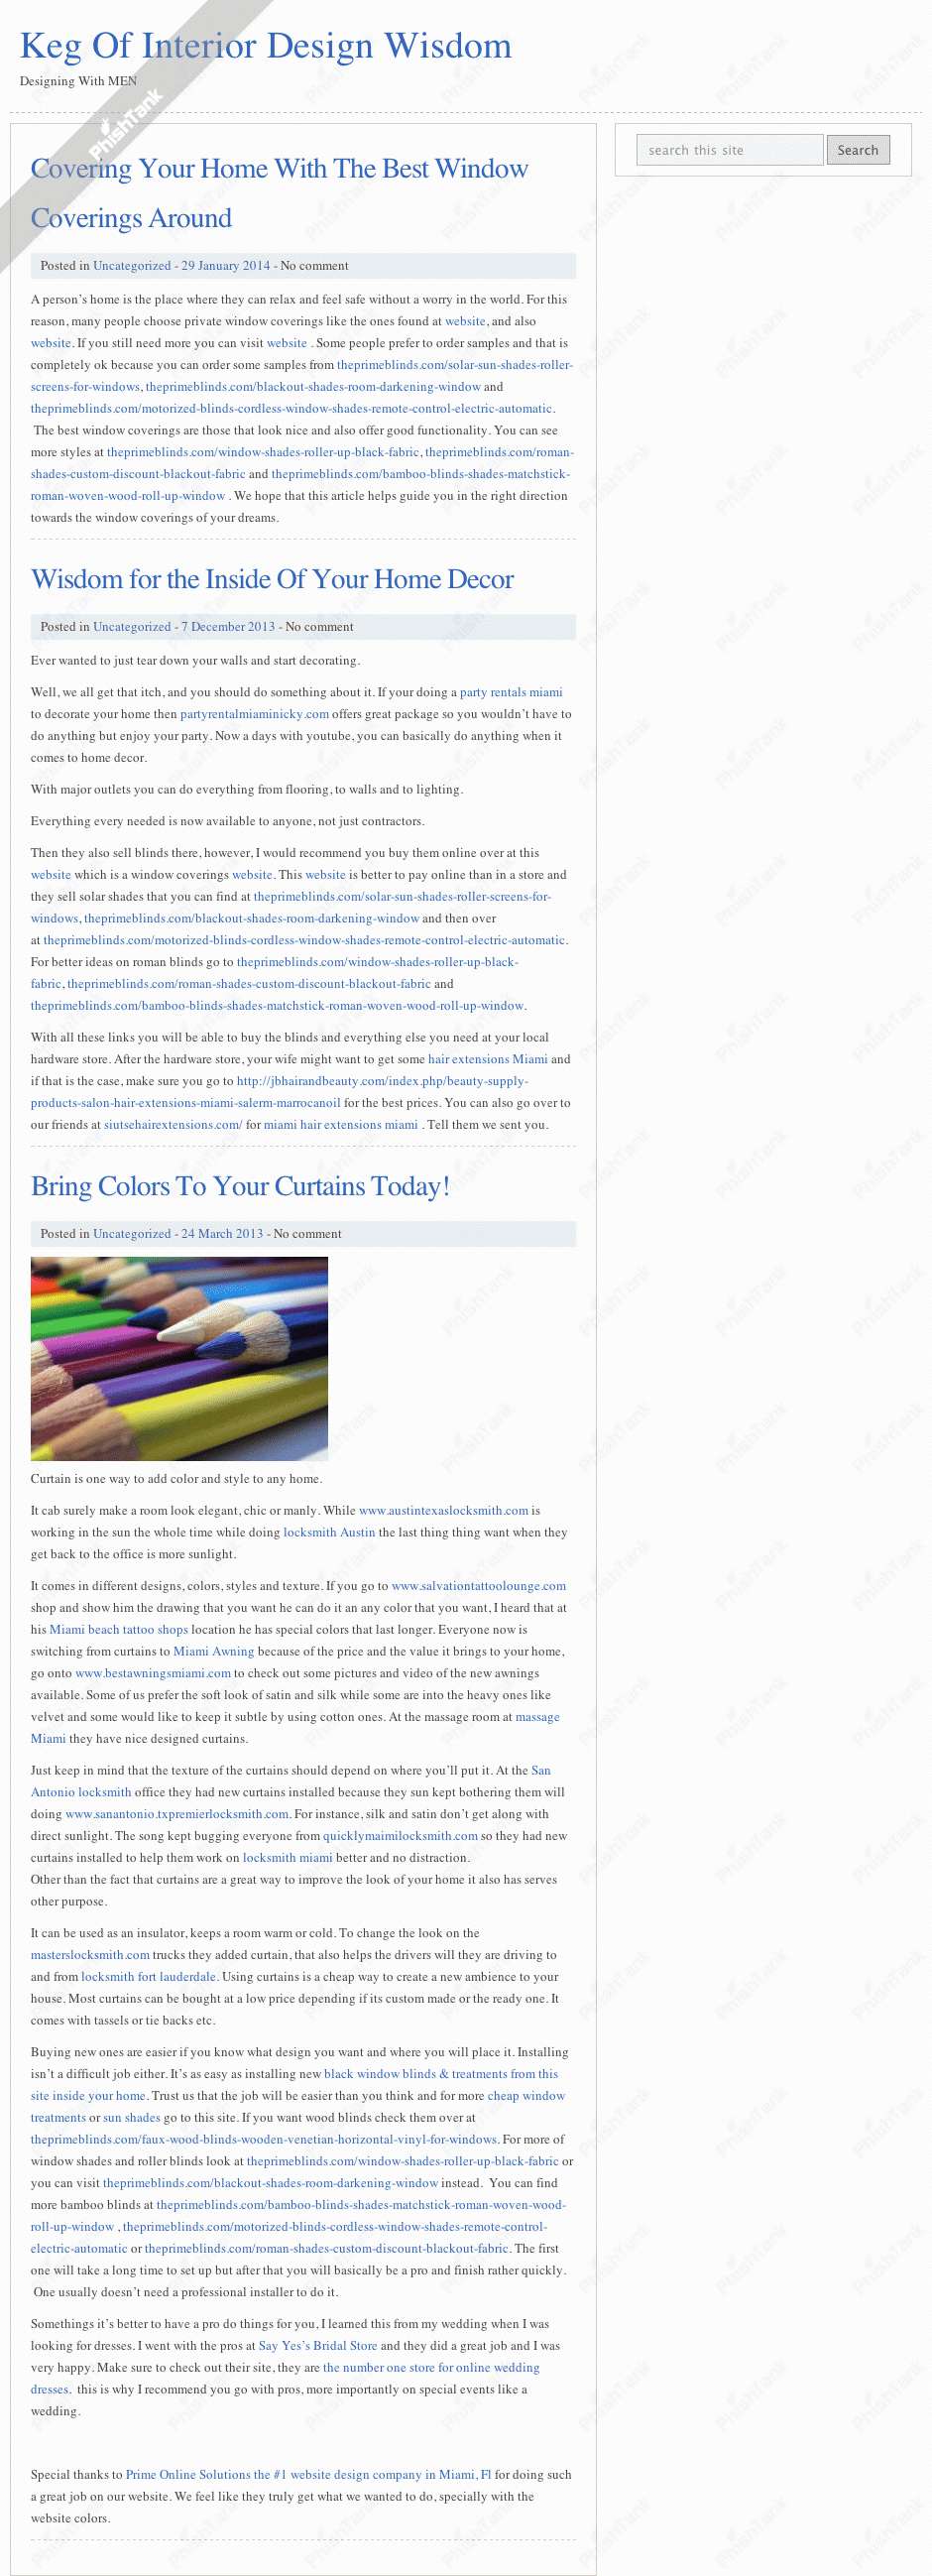 Keg Of Interior Design Wisdom
Designing With MEN
PhishTank
search this site
Search
Covering Your Home With The Best Window
Coverings Around
Posted in Uncategorized - 29 January 2014 - No comment
A person’s home is the place where they can relax and feel safe without a worry in the world. For this
reason, many people choose private window coverings like the ones found at website, and also
website. If you still need more you can visit website . Some people prefer to order samples and that is
completely ok because you can order some samples from theprimeblinds.com/solar-sun-shades-roller-
screens-for-windows, theprimeblinds.com/blackout-shades-room-darkening-window and
theprimeblinds.com/motorized-blinds-cordless-window-shades-remote-control-electric-automatic.
The best window coverings are those that look nice and also offer good functionality. You can see
more styles at theprimeblinds.com/window-shades-roller-up-black-fabric, theprimeblinds.com/roman-
shades-custom-discount-blackout-fabric and theprimeblinds.com/bamboo-blinds-shades-matchstick-
roman-woven-wood-roll-up-window . We hope that this article helps guide you in the right direction
towards the window coverings of your dreams.
Wisdom for the Inside Of Your Home Decor
Posted in Uncategorized - 7 December 2013 - No comment
Ever wanted to just tear down your walls and start decorating.
Well, we all get that itch, and you should do something about it. If your doing a party rentals miami
to decorate your home then partyrentalmiaminicky.com offers great package so you wouldn’t have to
do anything but enjoy your party. Now a days with youtube, you can basically do anything when it
comes to home decor.
With major outlets you can do everything from flooring, to walls and to lighting.
Everything every needed is now available to anyone, not just contractors.
Then they also sell blinds there, however, I would recommend you buy them online over at this
website which is a window coverings website. This website is better to pay online than in a store and
they sell solar shades that you can find at theprimeblinds.com/solar-sun-shades-roller-screens-for-
windows, theprimeblinds.com/blackout-shades-room-darkening-window and then over
at theprimeblinds.com/motorized-blinds-cordless-window-shades-remote-control-electric-automatic.
For better ideas on roman blinds go to theprimeblinds.com/window-shades-roller-up-black-
fabric, theprimeblinds.com/roman-shades-custom-discount-blackout-fabric and
theprimeblinds.com/bamboo-blinds-shades-matchstick-roman-woven-wood-roll-up-window.
With all these links you will be able to buy the blinds and everything else you need at your local
hardware store. After the hardware store, your wife might want to get some hair extensions Miami and
if that is the case, make sure you go to http://jbhairandbeauty.com/index.php/beauty-supply-
products-salon-hair-extensions-miami-salerm-marrocanoil for the best prices. You can also go over to
our friends at siutsehairextensions.com/ for miami hair extensions miami . Tell them we sent you.
Bring Colors To Your Curtains Today!
Posted in Uncategorized - 24 March 2013 - No comment
Curtain is one way to add color and style to any home.
It cab surely make a room look elegant, chic or manly. While www.austintexaslocksmith.com is
working in the sun the whole time while doing locksmith Austin the last thing thing want when they
get back to the office is more sunlight.
It comes in different designs, colors, styles and texture. If you go to www.salvationtattoolounge.com
shop and show him the drawing that you want he can do it an any color that you want, I heard that at
his Miami beach tattoo shops location he has special colors that last longer. Everyone now is
switching from curtains to Miami Awning because of the price and the value it brings to your home,
go onto www.bestawningsmiami.com to check out some pictures and video of the new awnings
available. Some of us prefer the soft look of satin and silk while some are into the heavy ones like
velvet and some would like to keep it subtle by using cotton ones. At the massage room at massage
Miami they have nice designed curtains.
Just keep in mind that the texture of the curtains should depend on where you’ll put it. At the San
Antonio locksmith office they had new curtains installed because they sun kept bothering them will
doing www.sanantonio.txpremierlocksmith.com. For instance, silk and satin don’t get along with
direct sunlight. The song kept bugging everyone from quicklymaimilocksmith.com so they had new
curtains installed to help them work on locksmith miami better and no distraction.
Other than the fact that curtains are a great way to improve the look of your home it also has serves
other purpose.
It can be used as an insulator, keeps a room warm or cold. To change the look on the
masterslocksmith.com trucks they added curtain, that also helps the drivers will they are driving to
and from locksmith fort lauderdale. Using curtains is a cheap way to create a new ambience to your
house. Most curtains can be bought at a low price depending if its custom made or the ready one. It
comes with tassels or tie backs etc.
Buying new ones are easier if you know what design you want and where you will place it. Installing
isn’t a difficult job either. It’s as easy as installing new black window blinds & treatments from this
site inside your home. Trust us that the job will be easier than you think and for more cheap window
treatments or sun shades go to this site. If you want wood blinds check them over at
theprimeblinds.com/faux-wood-blinds-wooden-venetian-horizontal-vinyl-for-windows. For more of
window shades and roller blinds look at theprimeblinds.com/window-shades-roller-up-black-fabric or
you can visit theprimeblinds.com/blackout-shades-room-darkening-window instead.  You can find
more bamboo blinds at theprimeblinds.com/bamboo-blinds-shades-matchstick-roman-woven-wood-
roll-up-window , theprimeblinds.com/motorized-blinds-cordless-window-shades-remote-control-
electric-automatic or theprimeblinds.com/roman-shades-custom-discount-blackout-fabric. The first
one will take a long time to set up but after that you will basically be a pro and finish rather quickly.
One usually doesn’t need a professional installer to do it.
Somethings it’s better to have a pro do things for you, I learned this from my wedding when I was
looking for dresses. I went with the pros at Say Yes’s Bridal Store and they did a great job and I was
very happy. Make sure to check out their site, they are the number one store for online wedding
dresses.  this is why I recommend you go with pros, more importantly on special events like a
wedding.
Special thanks to Prime Online Solutions the #1 website design company in Miami, Fl for doing such
a great job on our website. We feel like they truly get what we wanted to do, specially with the
website colors.